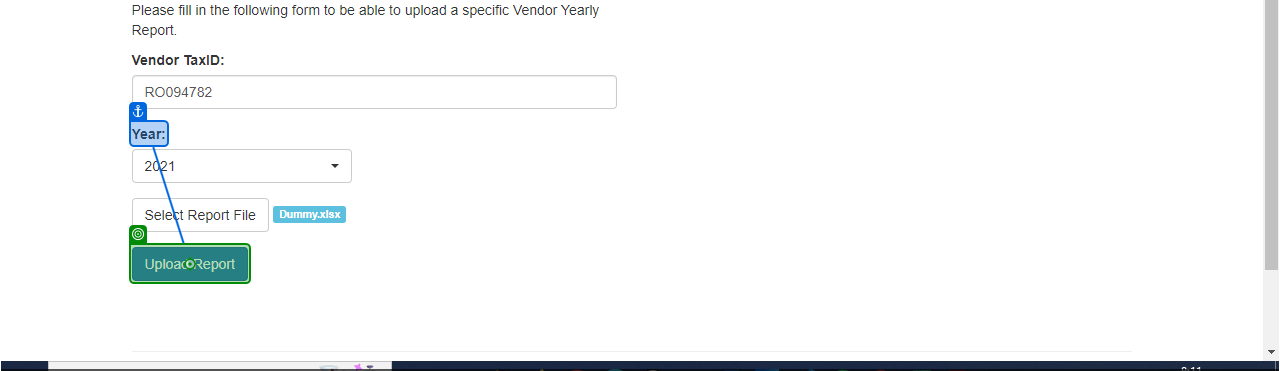 Please fill in the following form to be able to upload a specific Vendor Yearly
Report.
Vendor TaxID:
RO094782
Year:
2021
Select Report File Dummy.xlsx
Upload Report